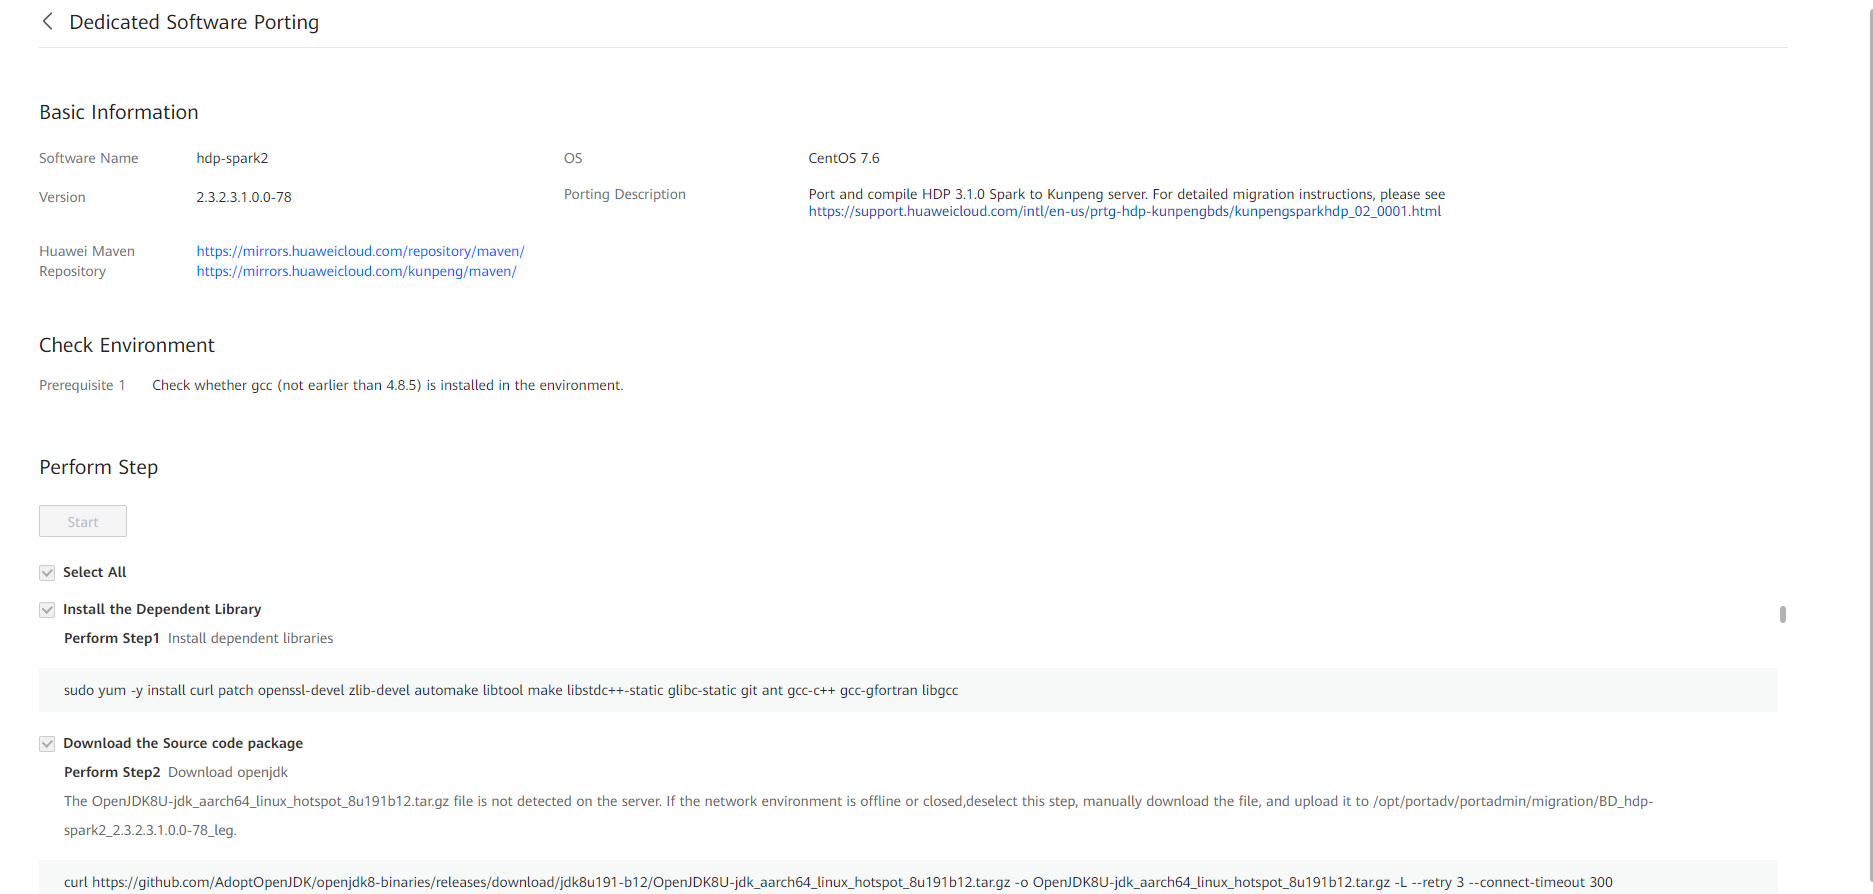 Dedicated Software Porting
Basic Information
Software Name hdp-spark2 OS CentOS 7.6
Version 2.3.2.3.1.0.0-78 Porting Description Port and compile HDP 3.1.0 Spark to Kunpeng server. For detailed migration instructions, please see
https://support.huaweicloud.com/intl/en-us/prtg-hdp-kunpengbds/kunpengsparkhdp_02_0001.html
Huawei Maven https://mirrors.huaweicloud.com/repository/maven/
Repository https://mirrors.huaweicloud.com/kunpeng/maven/
Check Environment
Prerequisite 1 Check whether gcc (not earlier than 4.8.5) is installed in the environment.
Perform Step
Start
Select All
Install the Dependent Library
Perform Step1 Install dependent libraries
sudo yum -y install curl patch openssl-devel zlib-devel automake libtool make libstdc++-static glibc-static git ant gcc-c++ gcc-gfortran libgcc
Download the Source code package
Perform Step2 Download openjdk
The OpenJDK8U-jdk_aarch64_linux_hotspot_8u191b12.tar.gz file is not detected on the server. If the network environment is offline or closed,deselect this step, manually download the file, and upload it to /opt/portadv/portadmin/migration/BD_hdp-
spark2_2.3.2.3.1.0.0-78_leg.
curl https://github.com/AdoptOpenJDK/openjdk8-binaries/releases/download/jdk8u191-b12/OpenJDK8U-jdk_aarch64_linux_hotspot_8u191b12.tar.gz -o OpenJDK8U-jdk_aarch64_linux_hotspot_8u191b12.tar.gz -L --retry 3 --connect-timeout 300